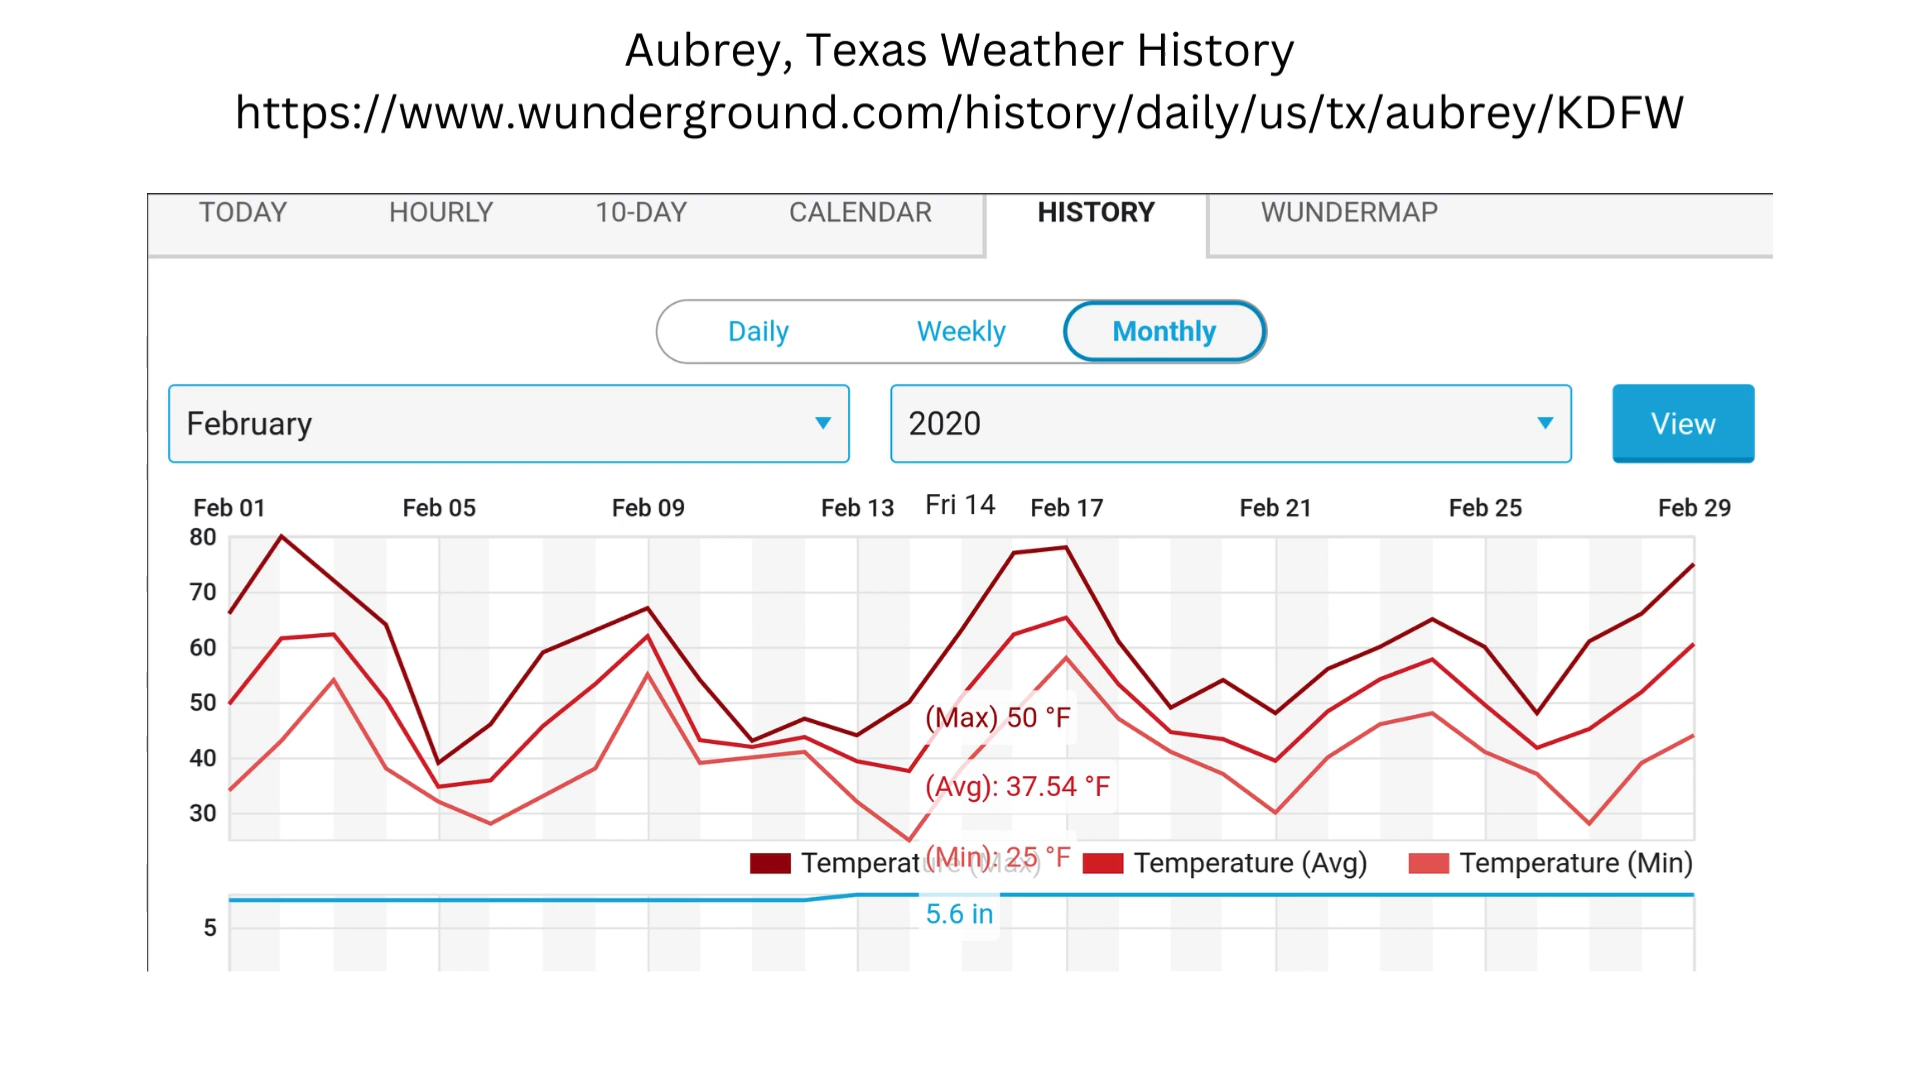 Aubrey, Texas Weather History
https://www.wunderground.com/history/daily/us/tx/aubrey/KDFW
TODAY HOURLY 10-DAY CALENDAR HISTORY WUNDERMAP
Daily Weekly Monthly
February 2020 View
Feb 01 Feb 05 Feb 09 Feb 13 Fri 14 Feb 17 Feb 21 Feb 25 Feb 29
80
70
60
50
(Max) 50 °F
40
(Avg): 37.54 °F
30
(Min): 25 °F
Temperature (Max) Temperature (Avg) Temperature (Min)
5.6 in
5